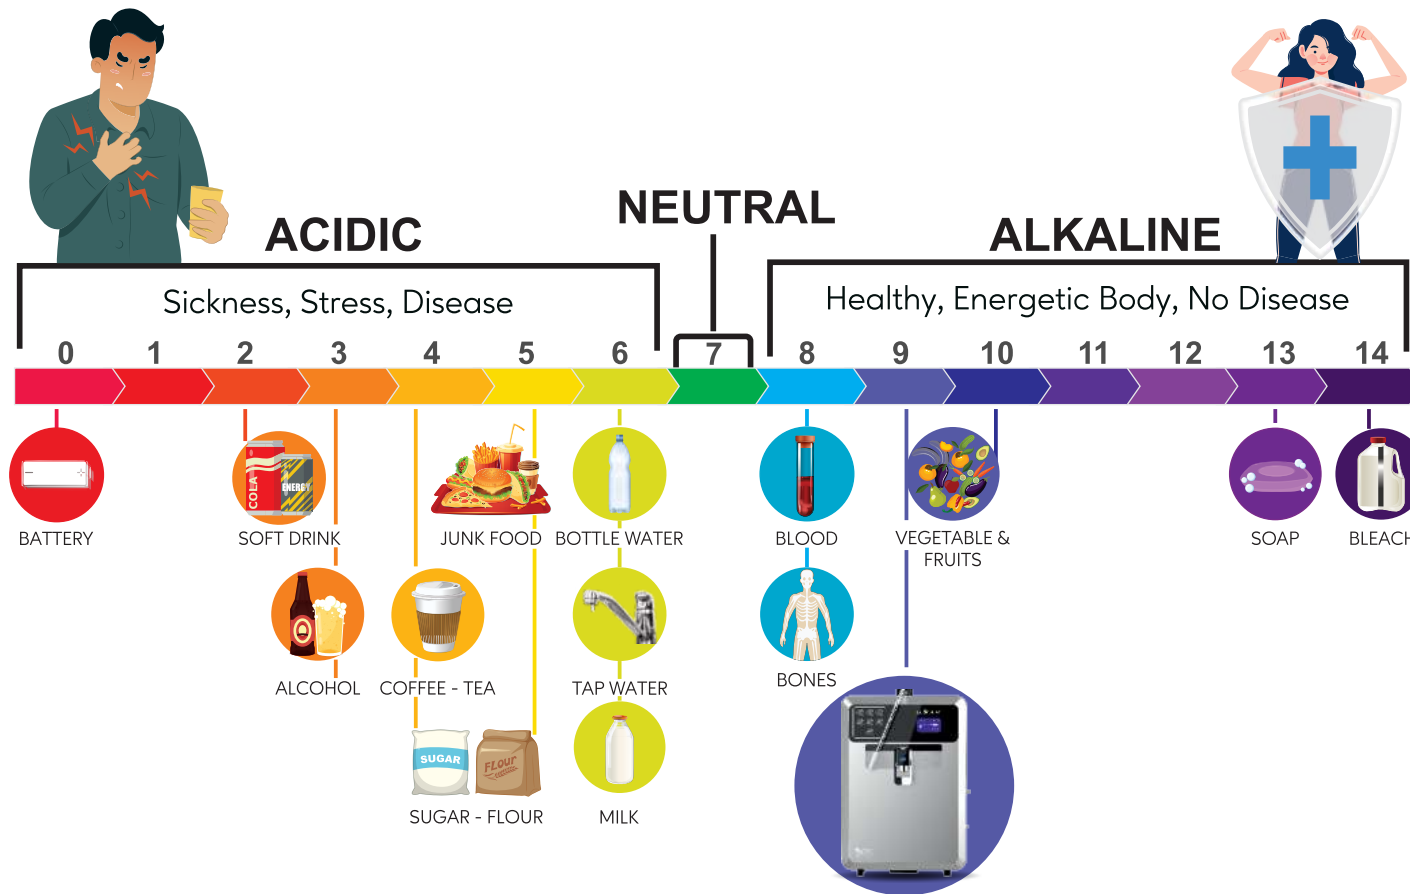 NEUTRAL
ACIDIC
ALKALINE
Sickness, Stress, Disease
Healthy, Energetic Body, No Disease
0 1 2 3 4 5 6 7 8 9 10 11 12 13 14
COLA
ENERGY
BATTERY
SOFT DRINK
JUNK FOOD
BOTTLE WATER
BLOOD
VEGETABLE &
FRUITS
SOAP
BLEACH
ALCOHOL
COFFEE - TEA
TAP WATER
BONES
SUGAR
FLOUR
SUGAR - FLOUR
MILK